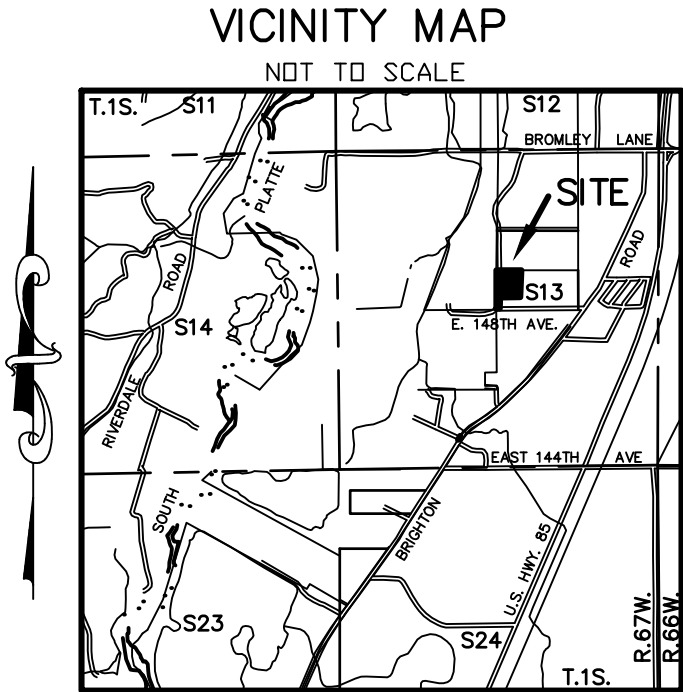 VICINITY MAP
NOT TO SCALE
T.1S.
S11
S12
BROMLEY LANE
PLATTE
SITE
ROAD
ROAD
S13
S14
E. 148TH AVE.
RIVERDALE
EAST 144TH AVE
SOUTH
BRIGHTON
U.S. HWY. 85
S23
S24
R.67W.
R.66W.
T.1S.